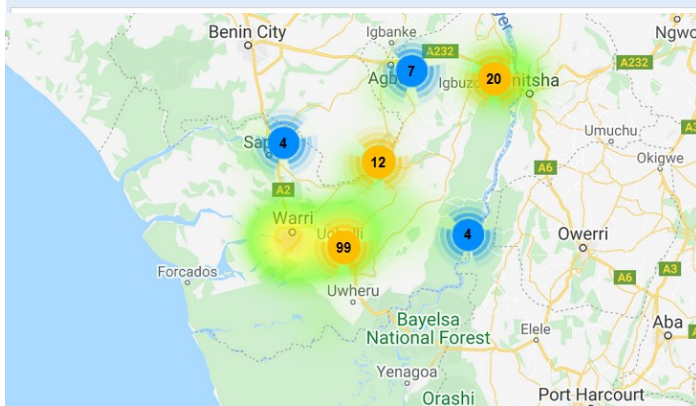 Benin City
Igbanke
A232
Ngwo
7
Agb
Igbuzo
20
nitsha
A232
Umuchu
4
Sap
12
A6
Okigwe
A3
A2
Warri
99
4
Owerri
Forcados
A6
A3
Uwheru
Bayelsa
National Forest
Elele
Aba
Yenagoa
Orashi
Port Harcourt